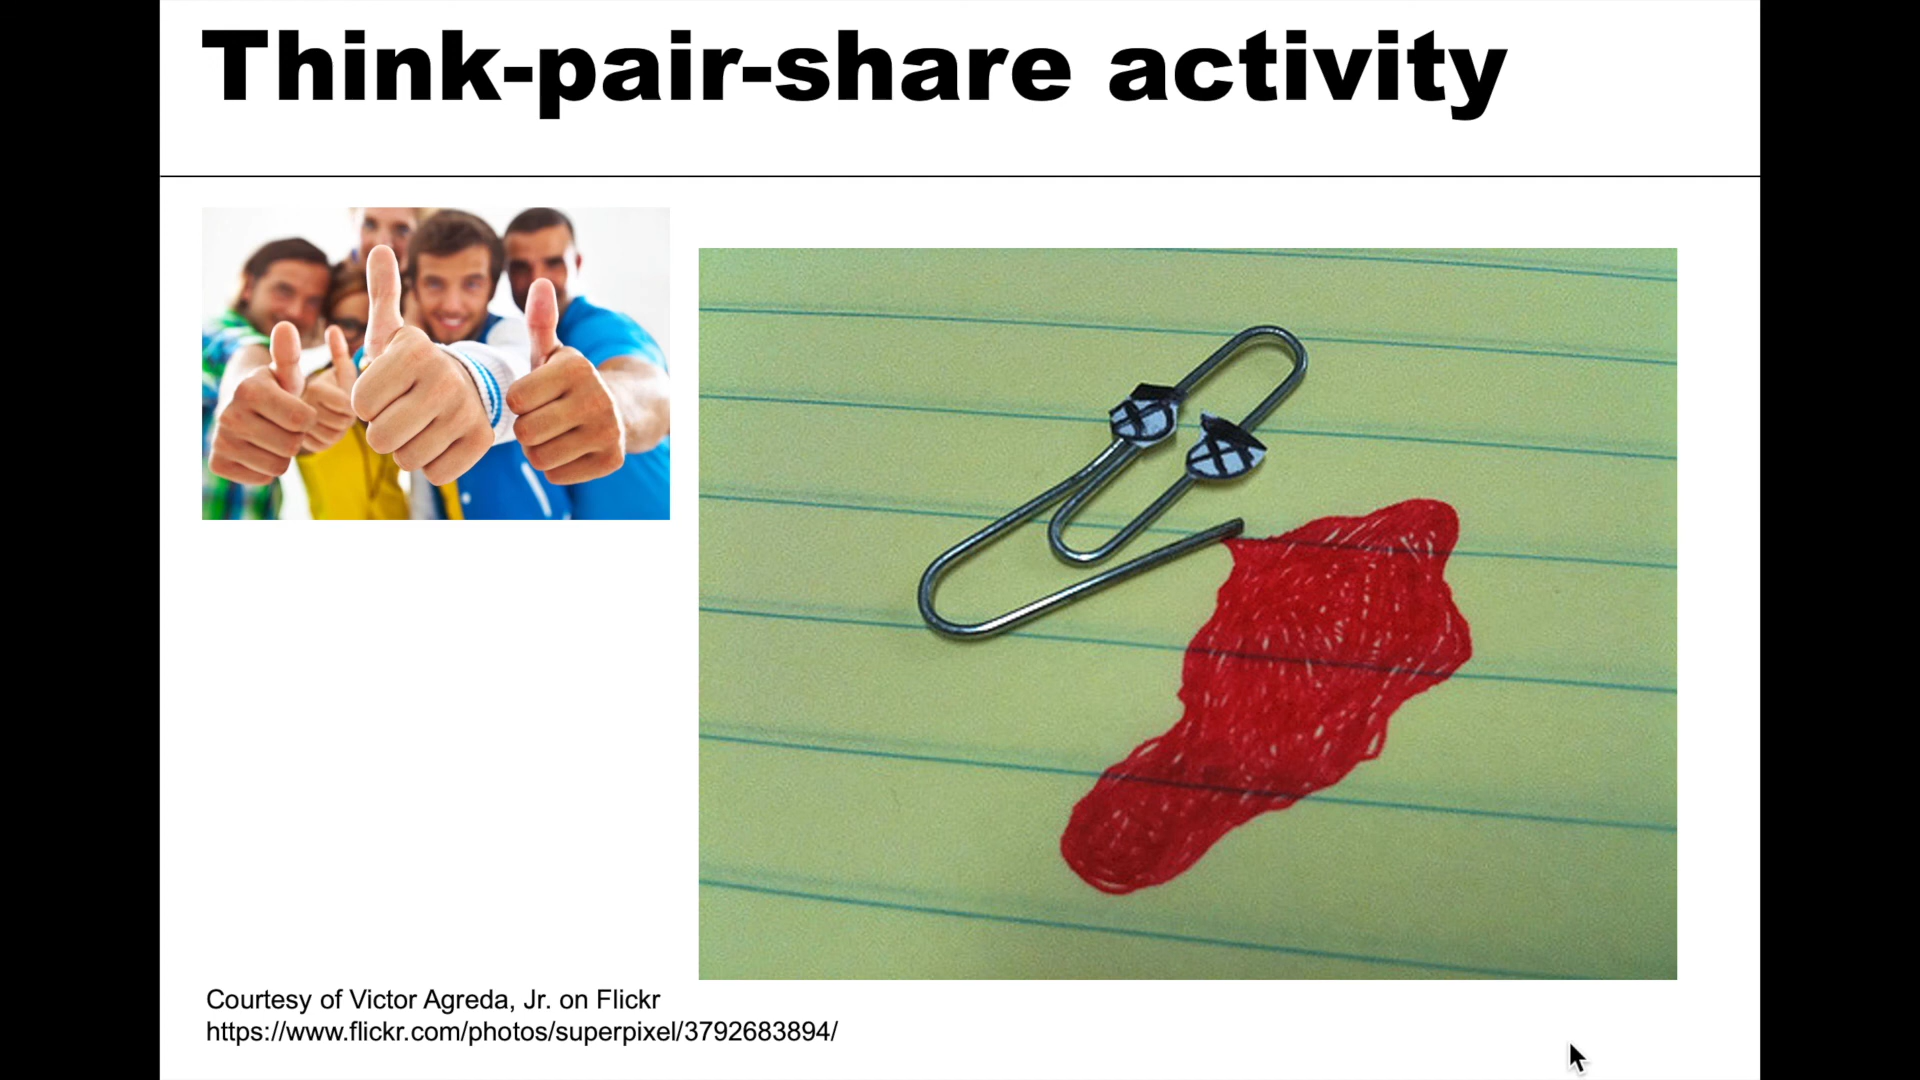 Think-pair-share activity
Courtesy of Victor Agreda, Jr. on Flickr
https://www.flickr.com/photos/superpixel/3792683894/